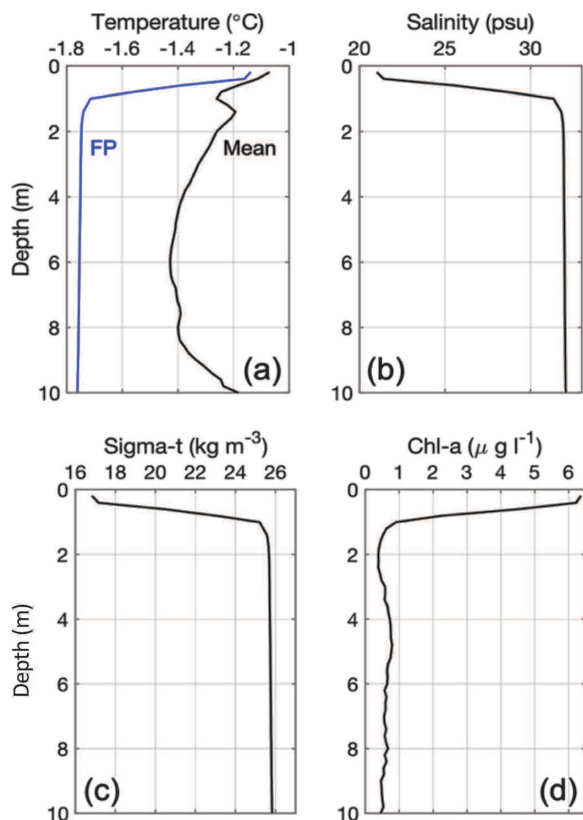 Temperature (°C)
-1.8 -1.6 -1.4 -1.2 -1
0
2
4
6
8
10
Depth (m)
FP
Mean
(a)
Salinity (psu)
20 25 30
0
2
4
6
8
10
(b)
Sigma-t (kg m⁻³)
16 18 20 22 24 26
0
2
4
6
8
10
Depth (m)
(c)
Chl-a (μ g l⁻¹)
0 1 2 3 4 5 6
0
2
4
6
8
10
(d)